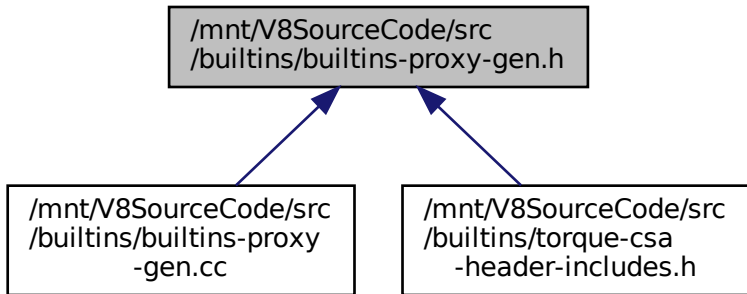 /mnt/V8SourceCode/src
/builtins/builtins-proxy-gen.h
/mnt/V8SourceCode/src
/builtins/builtins-proxy
-gen.cc
/mnt/V8SourceCode/src
/builtins/torque-csa
-header-includes.h